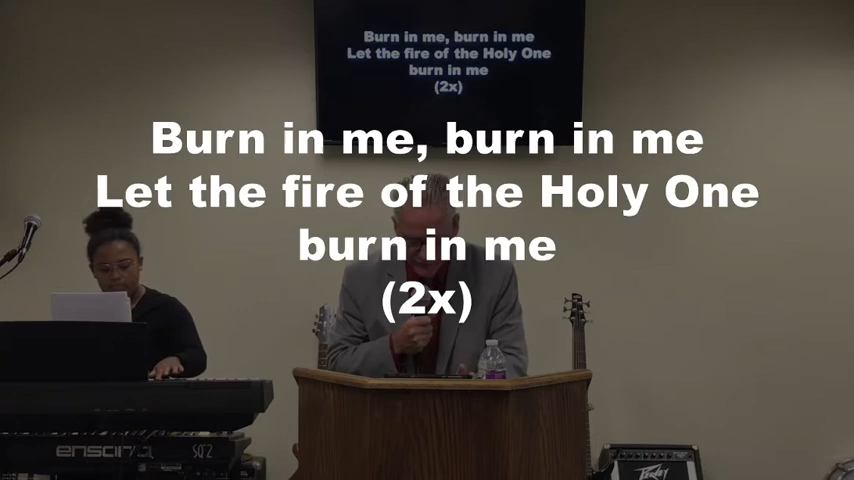 Burn in me, burn in me
Let the fire of the Holy One
burn in me
(2x)
Burn in me, burn in me
Let the fire of the Holy One
burn in me
(2x)
ensoniq SQ2
PEAVEY